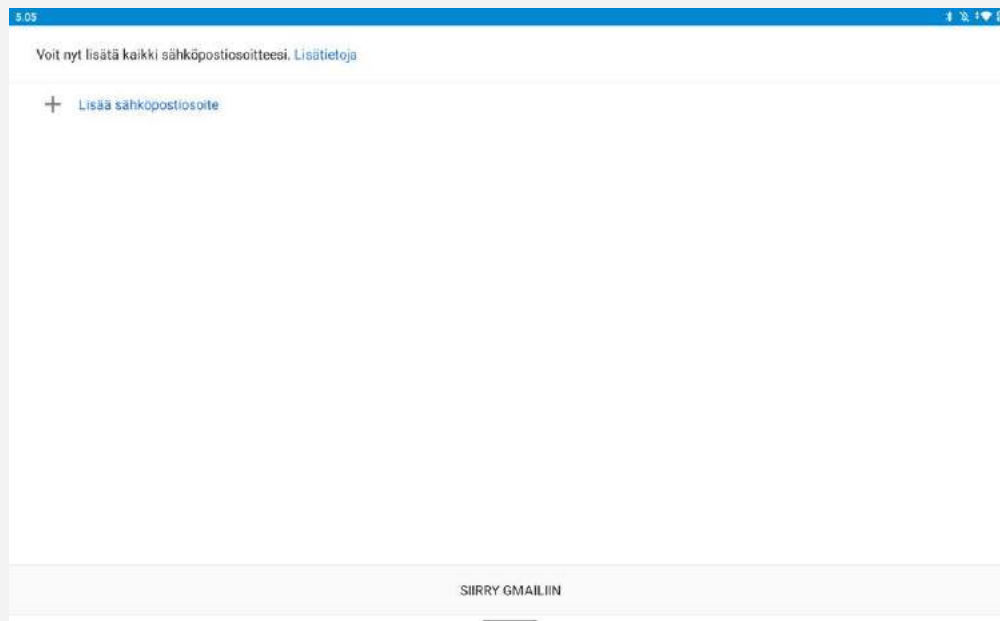 5.05
Voit nyt lisätä kaikki sähköpostiosoitteesi. Lisätietoja
Lisää sähköpostiosoite
SIIRRY GMAILIIN